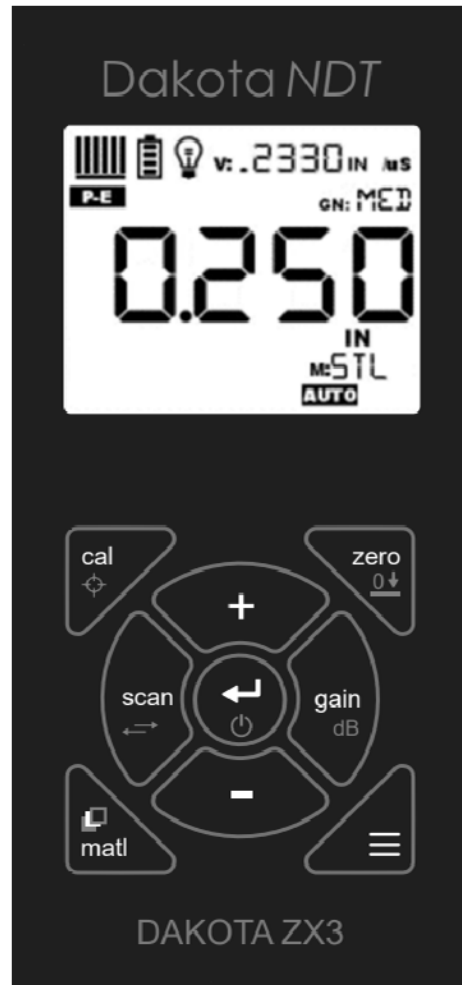 Dakota NDT
V: .2330 IN /uS
P-E GN: MED
0.250
IN
M: STL
AUTO
cal
zero
0
+
scan
gain
dB
-
matl
DAKOTA ZX3